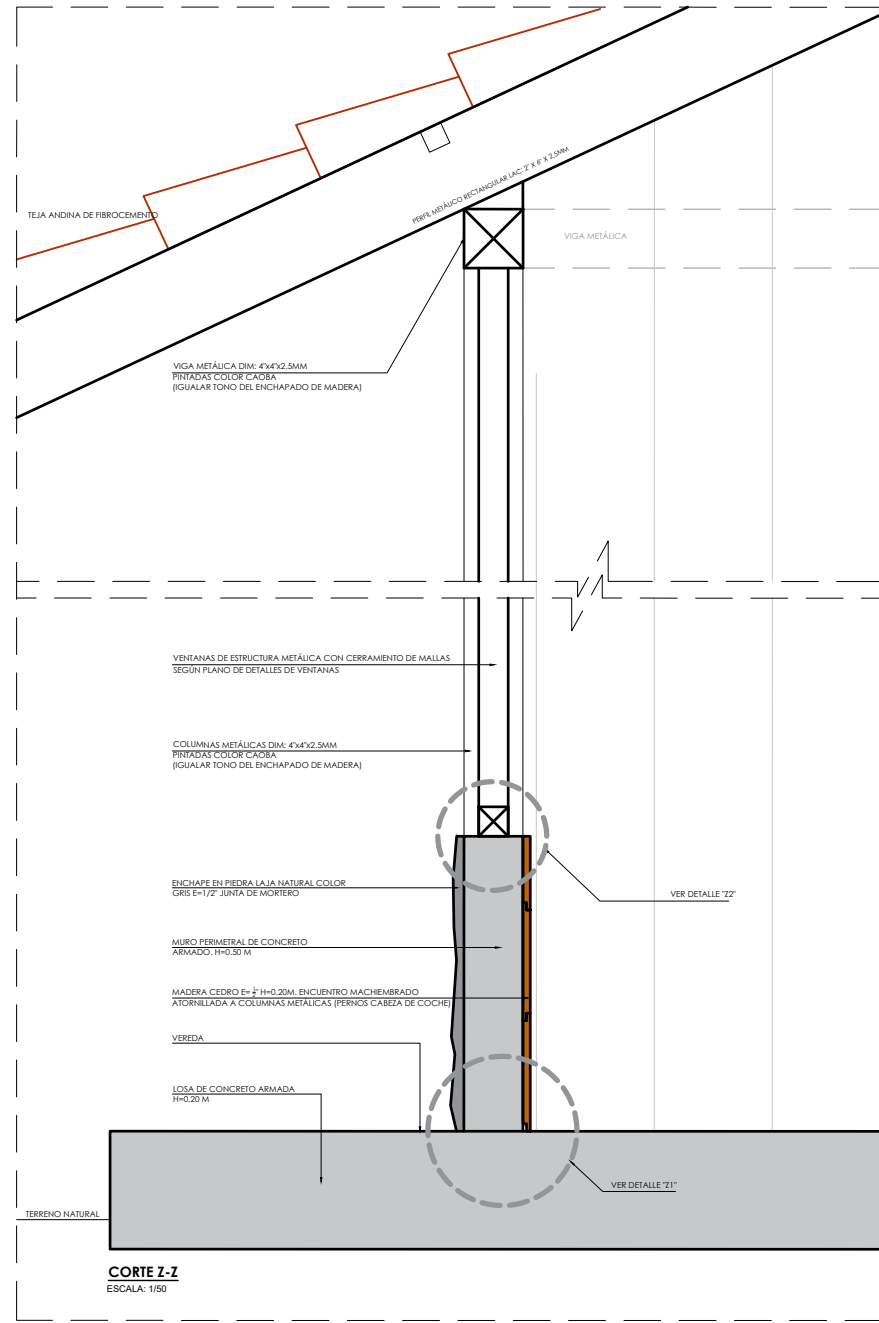 TEJA ANDINA DE FIBROCEMENTO
PERFIL METÁLICO RECTANGULAR LAC: 2" X 6" X 2.5MM
VIGA METÁLICA
VIGA METÁLICA DIM: 4"x4"x2.5MM
PINTADAS COLOR CAOBA
(IGUALAR TONO DEL ENCHAPADO DE MADERA)
VENTANAS DE ESTRUCTURA METÁLICA CON CERRAMIENTO DE MALLAS
SEGÚN PLANO DE DETALLES DE VENTANAS
COLUMNAS METÁLICAS DIM: 4"x4"x2.5MM
PINTADAS COLOR CAOBA
(IGUALAR TONO DEL ENCHAPADO DE MADERA)
ENCHAPE EN PIEDRA LAJA NATURAL COLOR
GRIS E=1/2" JUNTA DE MORTERO
VER DETALLE "Z2"
MURO PERIMETRAL DE CONCRETO
ARMADO. H=0.50 M
MADERA CEDRO E= ½" H=0.20M. ENCUENTRO MACHIEMBRADO
ATORNILLADA A COLUMNAS METÁLICAS (PERNOS CABEZA DE COCHE)
VEREDA
LOSA DE CONCRETO ARMADA
H=0.20 M
VER DETALLE "Z1"
TERRENO NATURAL
CORTE Z-Z
ESCALA: 1/50